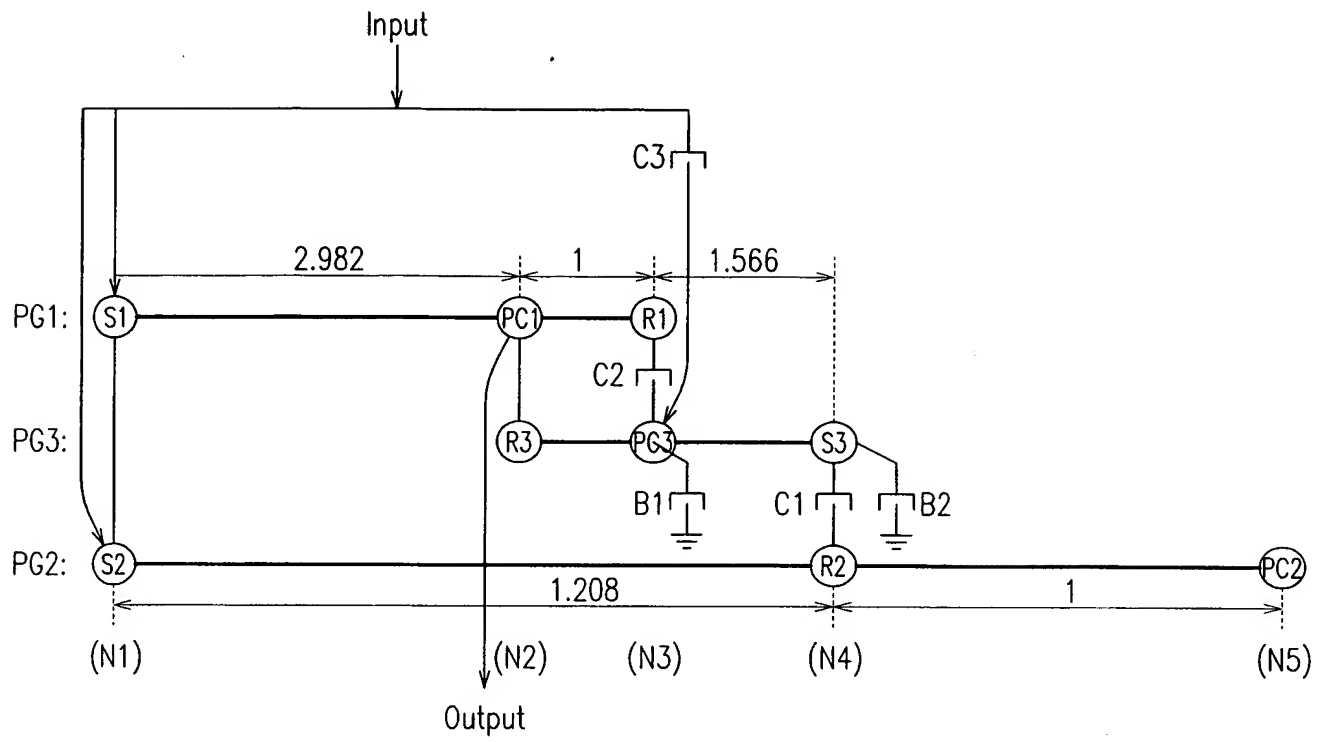 Input
C3
2.982 1 1.566
PG1: S1 PC1 R1
C2
PG3: R3 PC3 S3
B1 C1 B2
PG2: S2 R2 PC2
1.208 1
(N1) (N2) (N3) (N4) (N5)
Output